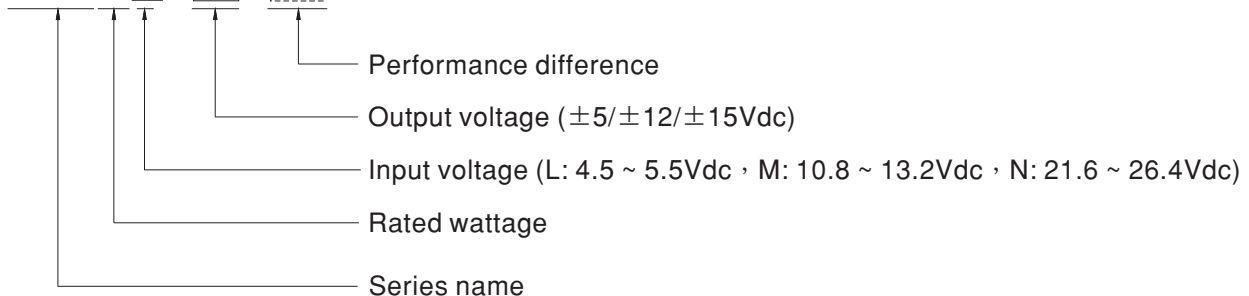 Performance difference
Output voltage (±5/±12/±15Vdc)
Input voltage (L: 4.5 ~ 5.5Vdc，M: 10.8 ~ 13.2Vdc，N: 21.6 ~ 26.4Vdc)
Rated wattage
Series name